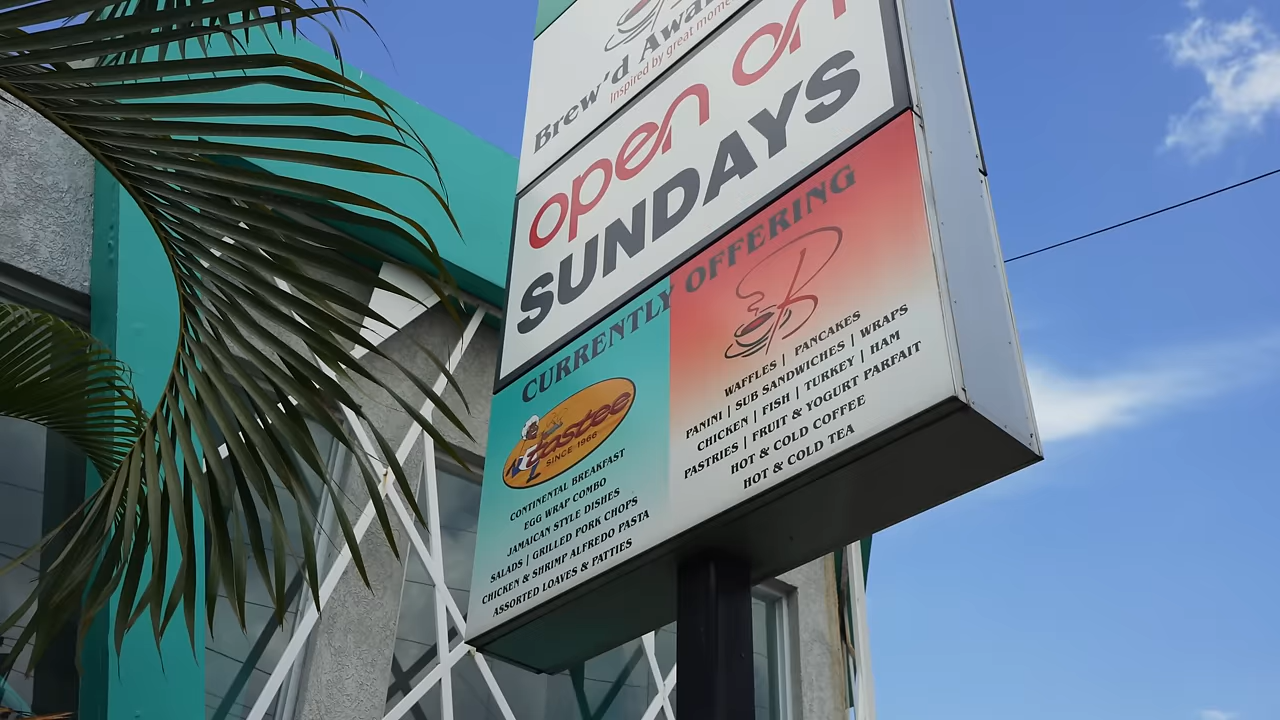 Brew'd Awa
Inspired by great mome
open on
SUNDAYS
CURRENTLY OFFERING
tastee
SINCE 1966
CONTINENTAL BREAKFAST
EGG WRAP COMBO
JAMAICAN STYLE DISHES
SALADS | GRILLED PORK CHOPS
CHICKEN & SHRIMP ALFREDO PASTA
ASSORTED LOAVES & PATTIES
WAFFLES | PANCAKES
PANINI | SUB SANDWICHES | WRAPS
CHICKEN | FISH | TURKEY | HAM
PASTRIES | FRUIT & YOGURT PARFAIT
HOT & COLD COFFEE
HOT & COLD TEA